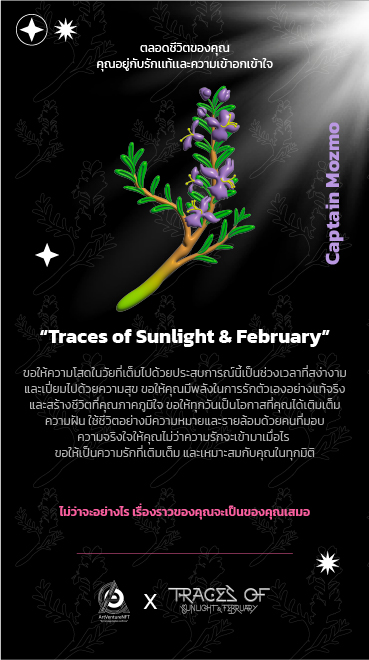 ตลอดชีวิตของคุณ
คุณอยู่กับรักแท้และความเข้าอกเข้าใจ
Captain Mozmo
“Traces of Sunlight & February”
ขอให้ความโสดในวัยที่เต็มไปด้วยประสบการณ์นี้เป็นช่วงเวลาที่สง่างาม
และเปี่ยมไปด้วยความสุข ขอให้คุณมีพลังในการรักตัวเองอย่างแท้จริง
และสร้างชีวิตที่คุณภาคภูมิใจ ขอให้ทุกวันเป็นโอกาสที่คุณได้เติมเต็ม
ความฝัน ใช้ชีวิตอย่างมีความหมายและรายล้อมด้วยคนที่มอบ
ความจริงใจให้คุณไม่ว่าความรักจะเข้ามาเมื่อไร
ขอให้เป็นความรักที่เติมเต็ม และเหมาะสมกับคุณในทุกมิติ
ไม่ว่าจะอย่างไร เรื่องราวของคุณจะเป็นของคุณเสมอ
ArtVentureNFT
X
TRACES OF
SUNLIGHT & FEBRUARY